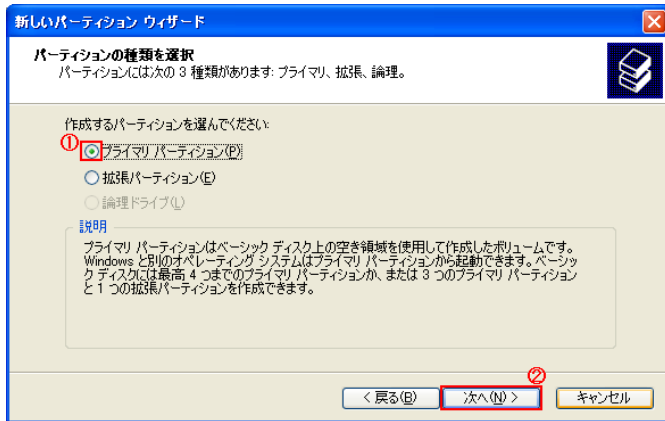 新しいパーティション ウィザード
パーティションの種類を選択
パーティションには次の 3 種類があります: プライマリ、拡張、論理。
作成するパーティションを選んでください:
①
プライマリ パーティション(P)
拡張パーティション(E)
論理ドライブ(L)
説明
プライマリ パーティションはベーシック ディスク上の空き領域を使用して作成したボリュームです。
Windows と別のオペレーティング システムはプライマリ パーティションから起動できます。ベーシッ
ク ディスクには最高 4 つまでのプライマリ パーティションか、または 3 つのプライマリ パーティション
と 1 つの拡張パーティションを作成できます。
②
< 戻る(B)
次へ(N) >
キャンセル